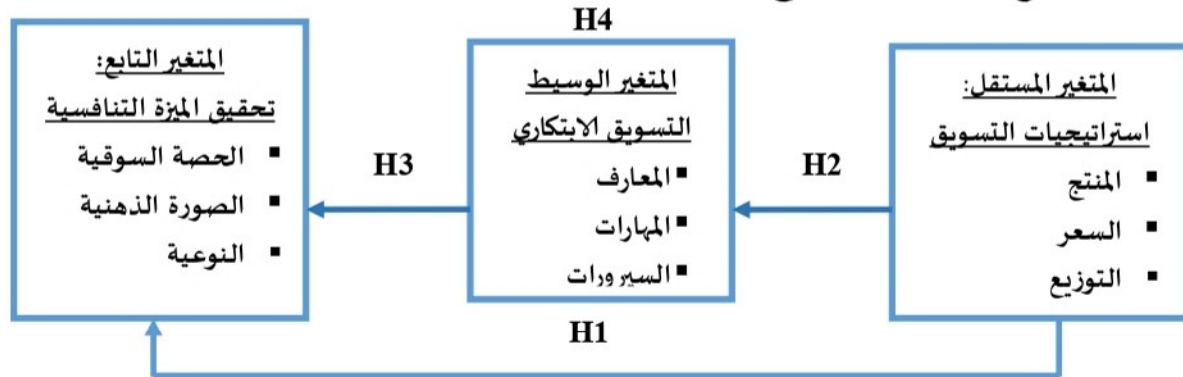 H4
المتغير المستقل:
استراتيجيات التسويق
▪ المنتج
▪ السعر
▪ التوزيع
H2
المتغير الوسيط
التسويق الابتكاري
▪ المعارف
▪ المهارات
▪ السيرورات
H3
المتغير التابع:
تحقيق الميزة التنافسية
▪ الحصة السوقية
▪ الصورة الذهنية
▪ النوعية
H1